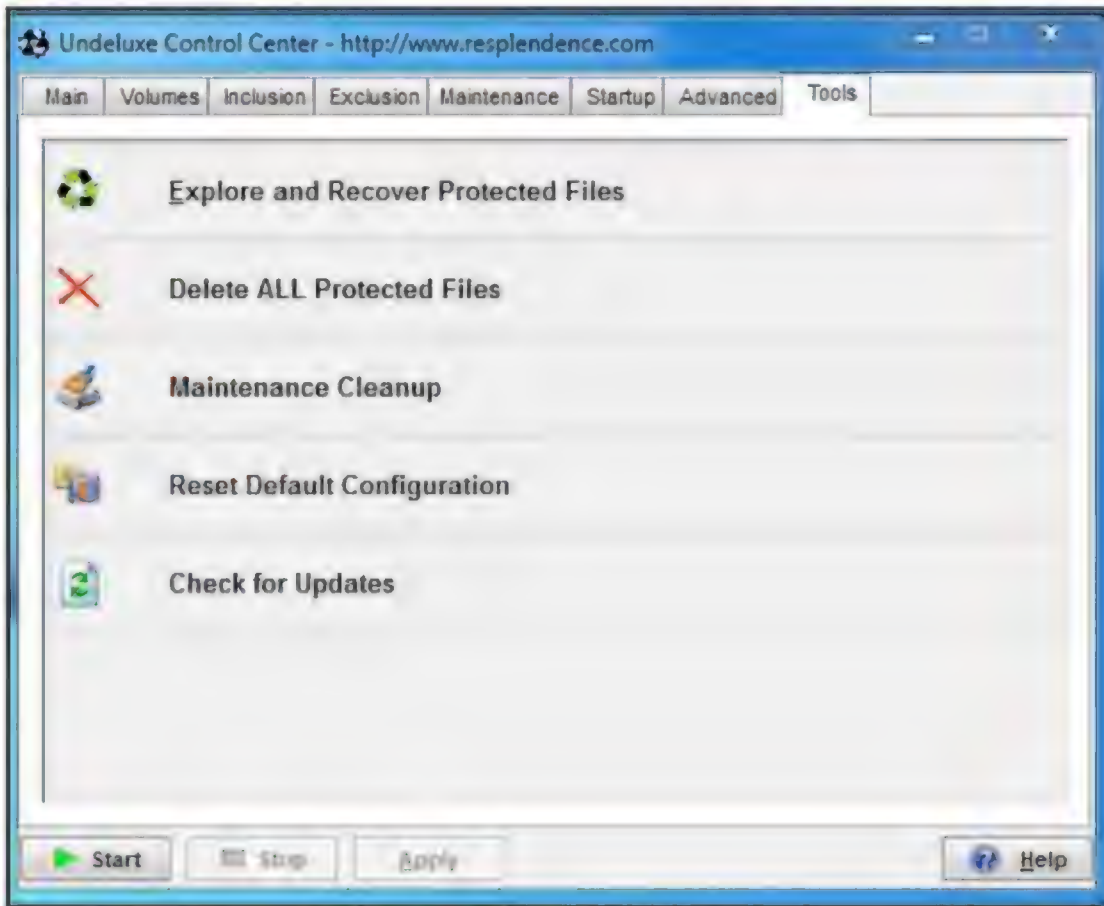 Undeluxe Control Center - http://www.resplendence.com
Main Volumes Inclusion Exclusion Maintenance Startup Advanced Tools
Explore and Recover Protected Files
Delete ALL Protected Files
Maintenance Cleanup
Reset Default Configuration
Check for Updates
Start Stop Apply Help